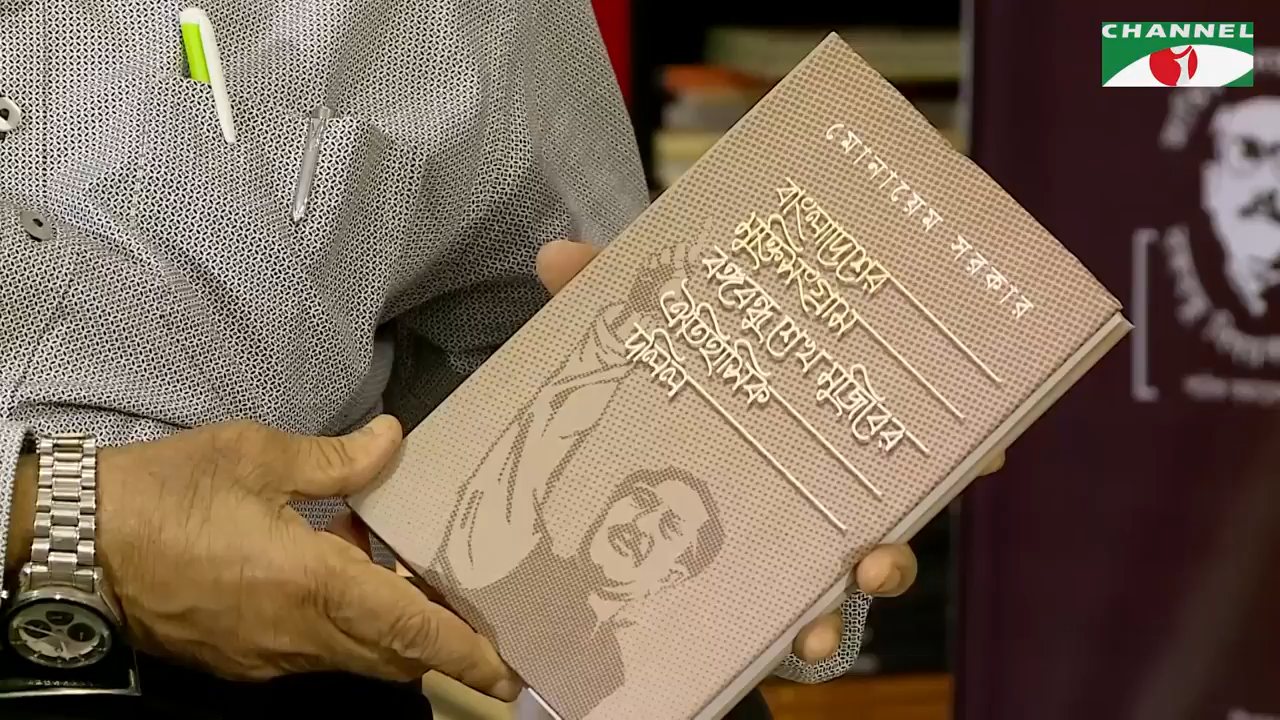 CHANNEL
মোনায়েম সরকার
বাংলাদেশের
মুক্তিসংগ্রাম
বঙ্গবন্ধু শেখ মুজিবের
ঐতিহাসিক
দলিল